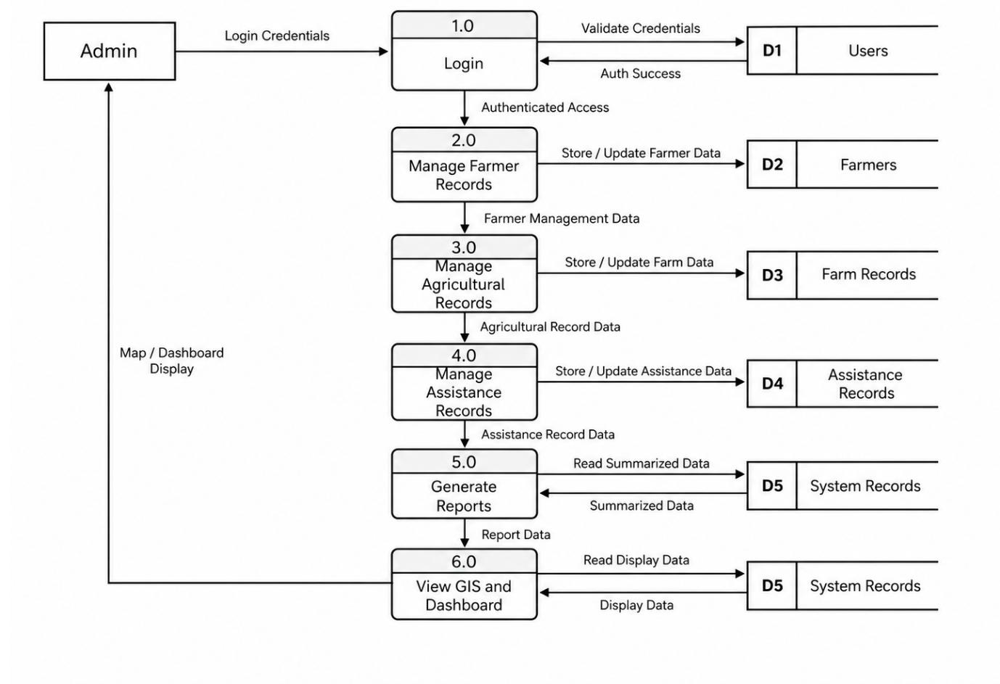 1.0
Login Credentials
Validate Credentials
Admin
D1
Users
Login
Auth Success
Authenticated Access
2.0
Store / Update Farmer Data
Manage Farmer
Records
D2
Farmers
Farmer Management Data
3.0
Store / Update Farm Data
Manage
Agricultural
Records
D3
Farm Records
Agricultural Record Data
Map / Dashboard
Display
4.0
Store / Update Assistance Data
Manage
Assistance
Records
D4
Assistance
Records
Assistance Record Data
5.0
Read Summarized Data
Generate
Reports
D5
System Records
Summarized Data
Report Data
6.0
Read Display Data
View GIS and
Dashboard
D5
System Records
Display Data